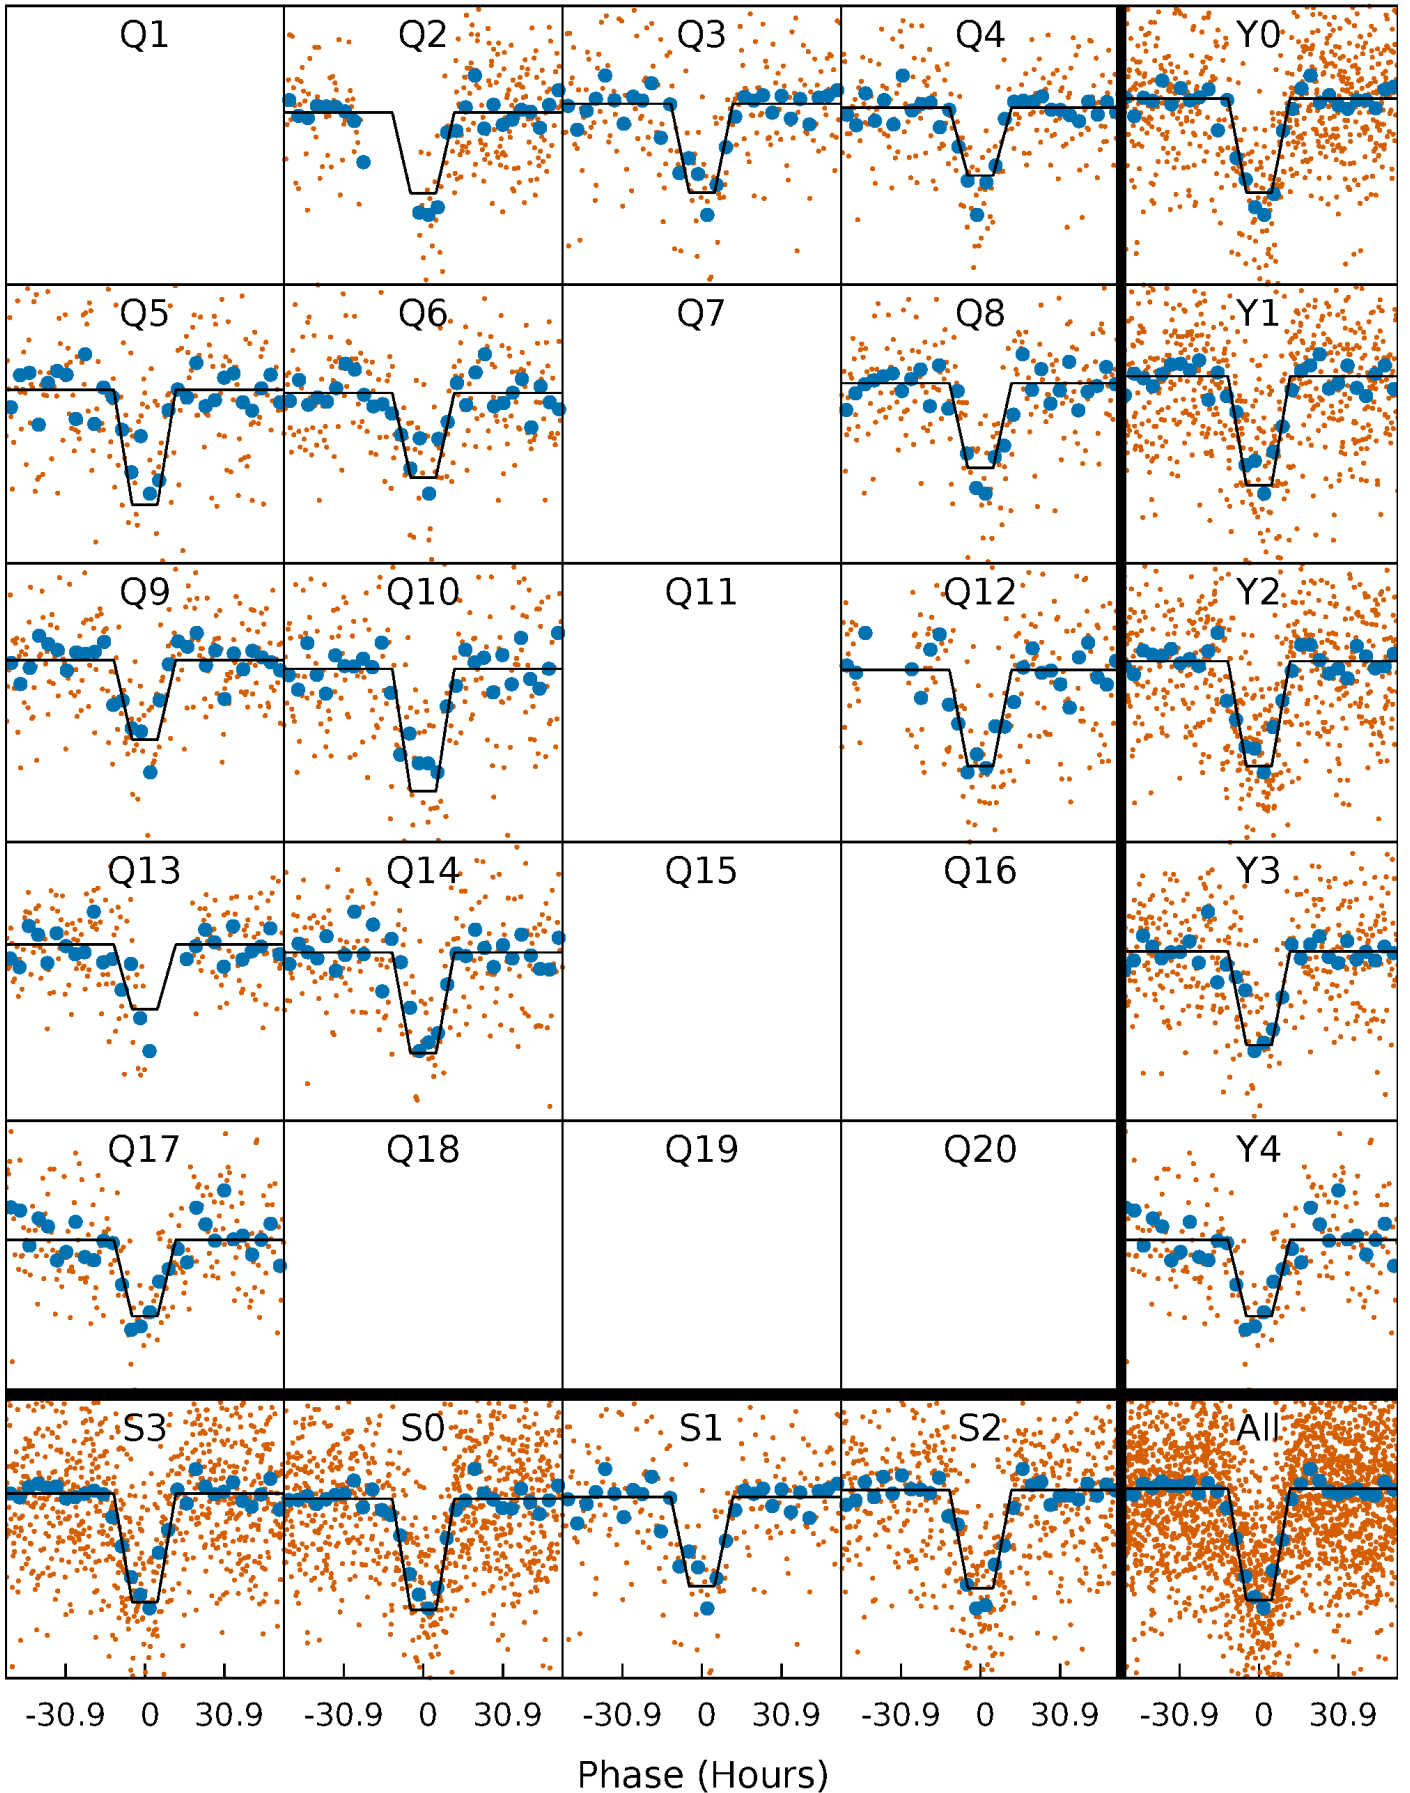 Q1 Q2 Q3 Q4 Y0
Q5 Q6 Q7 Q8 Y1
Q9 Q10 Q11 Q12 Y2
Q13 Q14 Q15 Q16 Y3
Q17 Q18 Q19 Q20 Y4
S3 S0 S1 S2 All
-30.9 0 30.9 -30.9 0 30.9 -30.9 0 30.9 -30.9 0 30.9 -30.9 0 30.9
Phase (Hours)